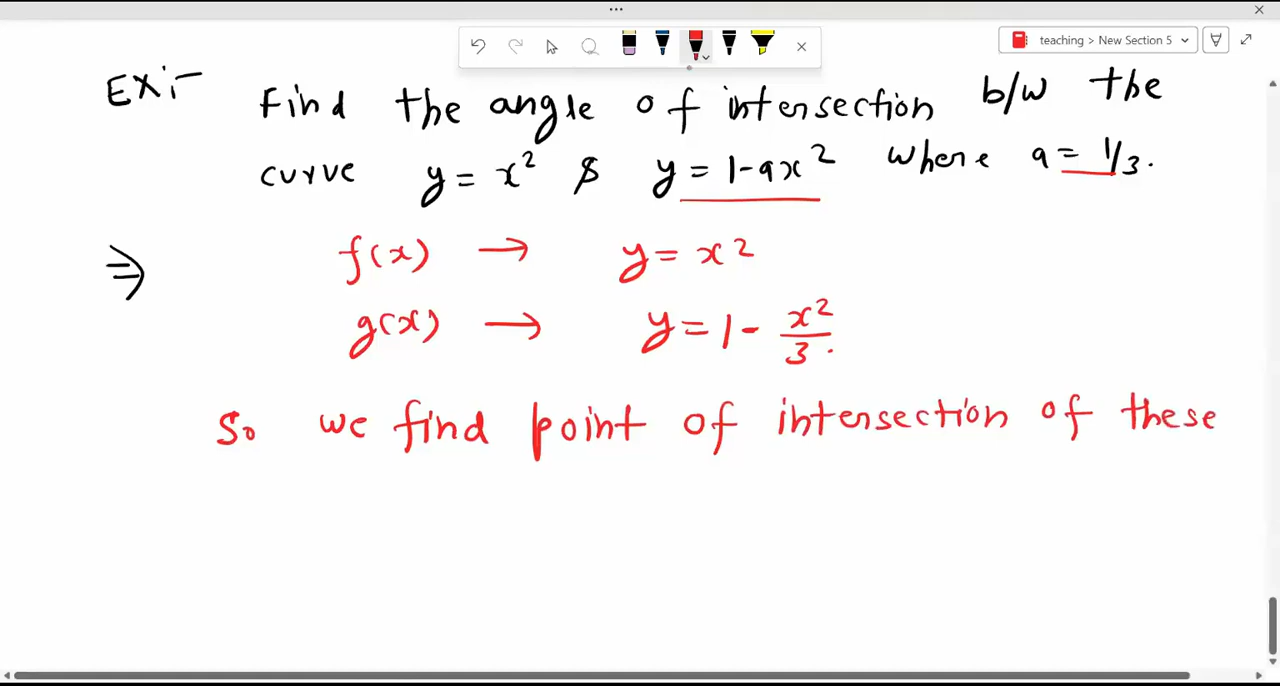 teaching > New Section 5
Ex:- Find the angle of intersection b/w the
curve y = x² & y = 1-ax² where a = 1/3.
⇒ f(x) → y = x²
g(x) → y = 1 - x²/3.
So we find point of intersection of these